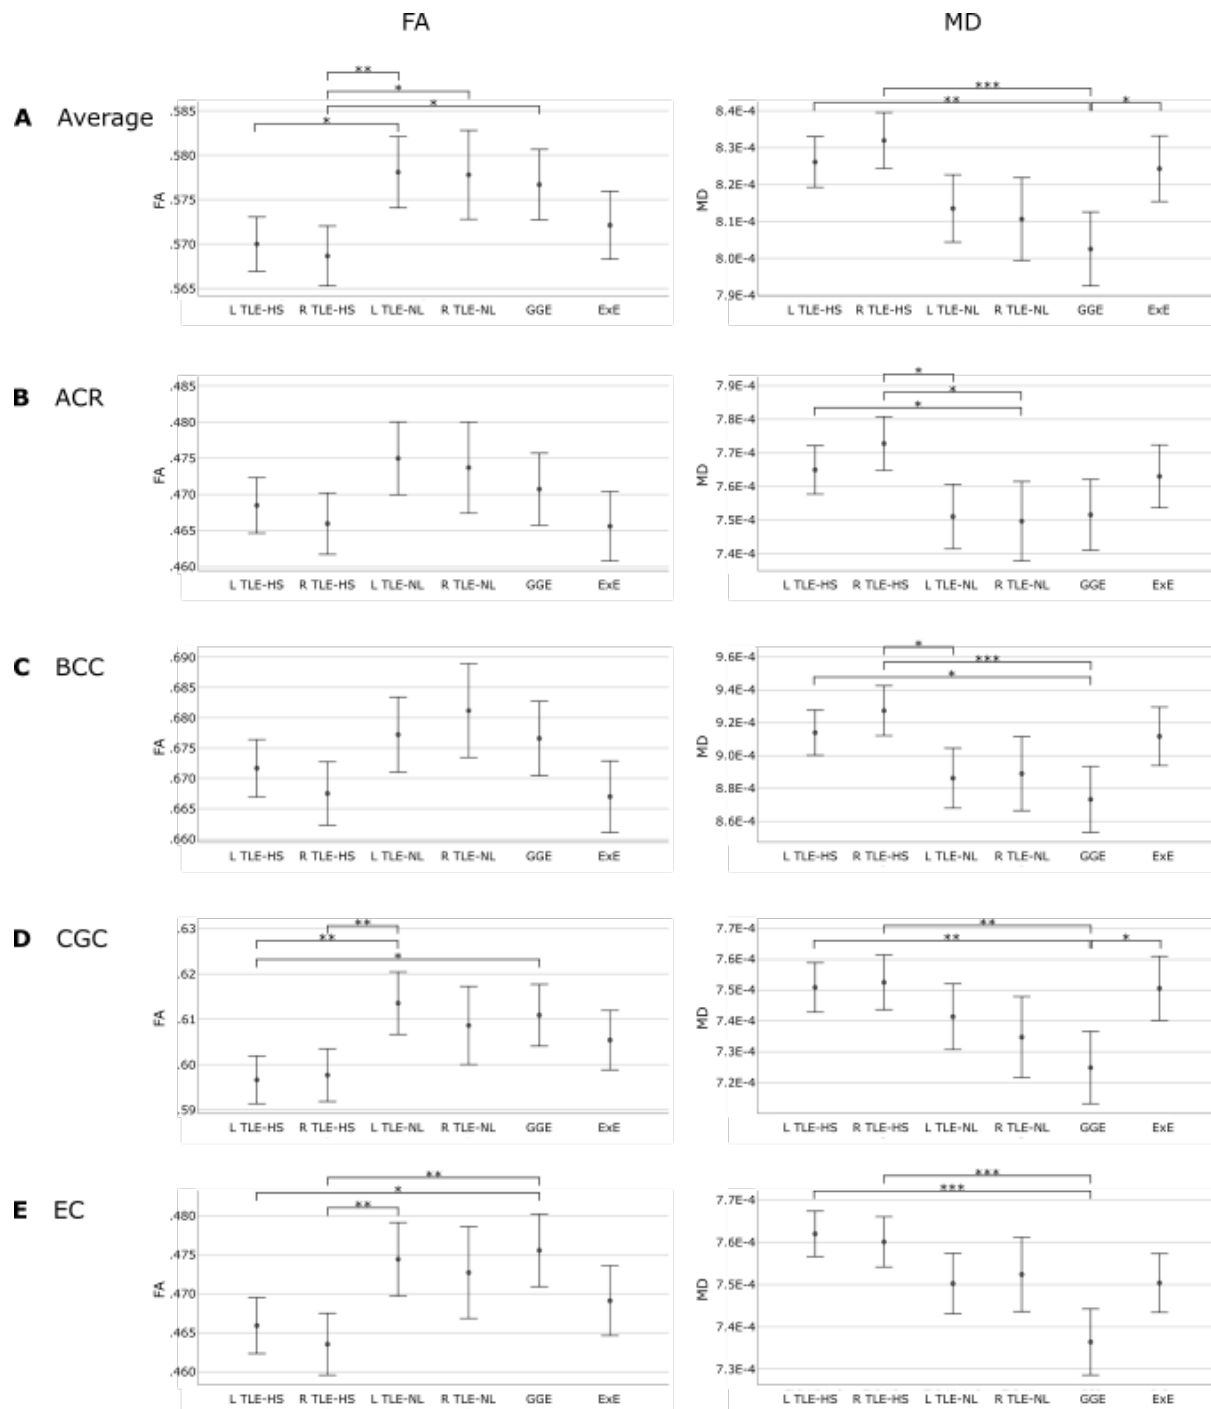 FA MD
A Average
** * * *
.585
.580
.575
.570
.565
FA
L TLE-HS R TLE-HS L TLE-NL R TLE-NL GGE ExE
*** ** *
8.4E-4
8.3E-4
8.2E-4
8.1E-4
8.0E-4
7.9E-4
MD
L TLE-HS R TLE-HS L TLE-NL R TLE-NL GGE ExE
B ACR
.485
.480
.475
.470
.465
.460
FA
L TLE-HS R TLE-HS L TLE-NL R TLE-NL GGE ExE
* * *
7.9E-4
7.8E-4
7.7E-4
7.6E-4
7.5E-4
7.4E-4
MD
L TLE-HS R TLE-HS L TLE-NL R TLE-NL GGE ExE
C BCC
.690
.685
.680
.675
.670
.665
.660
FA
L TLE-HS R TLE-HS L TLE-NL R TLE-NL GGE ExE
* *** *
9.6E-4
9.4E-4
9.2E-4
9.0E-4
8.8E-4
8.6E-4
MD
L TLE-HS R TLE-HS L TLE-NL R TLE-NL GGE ExE
D CGC
** ** *
.63
.62
.61
.60
.59
FA
L TLE-HS R TLE-HS L TLE-NL R TLE-NL GGE ExE
** ** *
7.7E-4
7.6E-4
7.5E-4
7.4E-4
7.3E-4
7.2E-4
MD
L TLE-HS R TLE-HS L TLE-NL R TLE-NL GGE ExE
E EC
** * **
.480
.475
.470
.465
.460
FA
L TLE-HS R TLE-HS L TLE-NL R TLE-NL GGE ExE
*** ***
7.7E-4
7.6E-4
7.5E-4
7.4E-4
7.3E-4
MD
L TLE-HS R TLE-HS L TLE-NL R TLE-NL GGE ExE